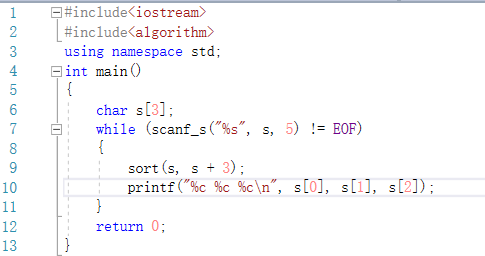 1 #include<iostream>
2 #include<algorithm>
3 using namespace std;
4 int main()
5 {
6 char s[3];
7 while (scanf_s("%s", s, 5) != EOF)
8 {
9 sort(s, s + 3);
10 printf("%c %c %c\n", s[0], s[1], s[2]);
11 }
12 return 0;
13 }